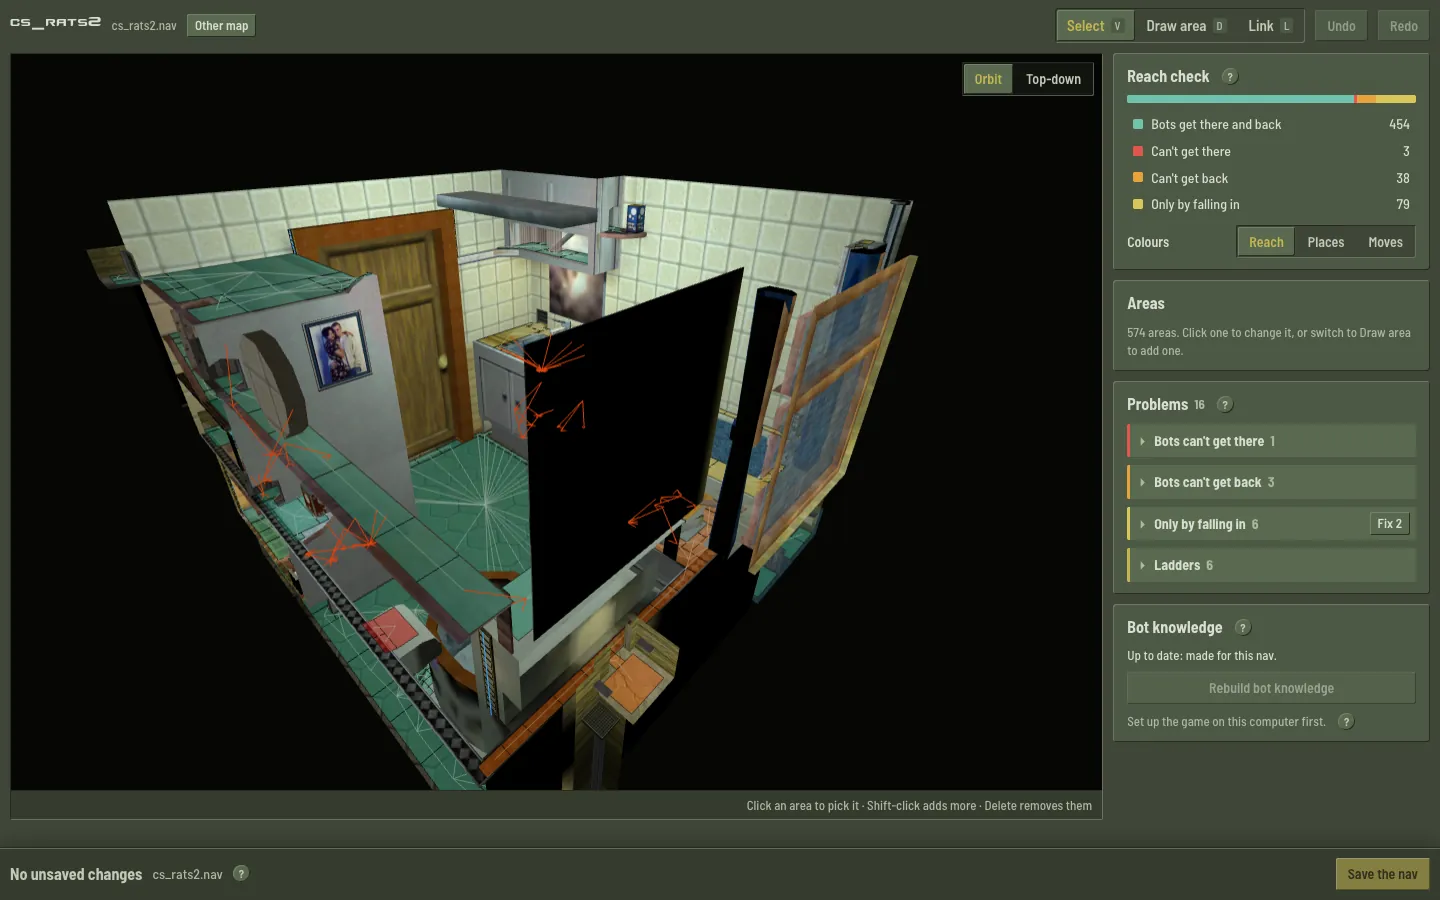 cs_rats2
cs_rats2.nav
Other map
Select V
Draw area D
Link L
Undo
Redo
Orbit
Top-down
Reach check ?
Bots get there and back 454
Can't get there 3
Can't get back 38
Only by falling in 79
Colours
Reach
Places
Moves
Areas
574 areas. Click one to change it, or switch to Draw area
to add one.
Problems 16 ?
Bots can't get there 1
Bots can't get back 3
Only by falling in 6
Fix 2
Ladders 6
Bot knowledge ?
Up to date: made for this nav.
Rebuild bot knowledge
Set up the game on this computer first. ?
Click an area to pick it · Shift-click adds more · Delete removes them
No unsaved changes cs_rats2.nav ?
Save the nav